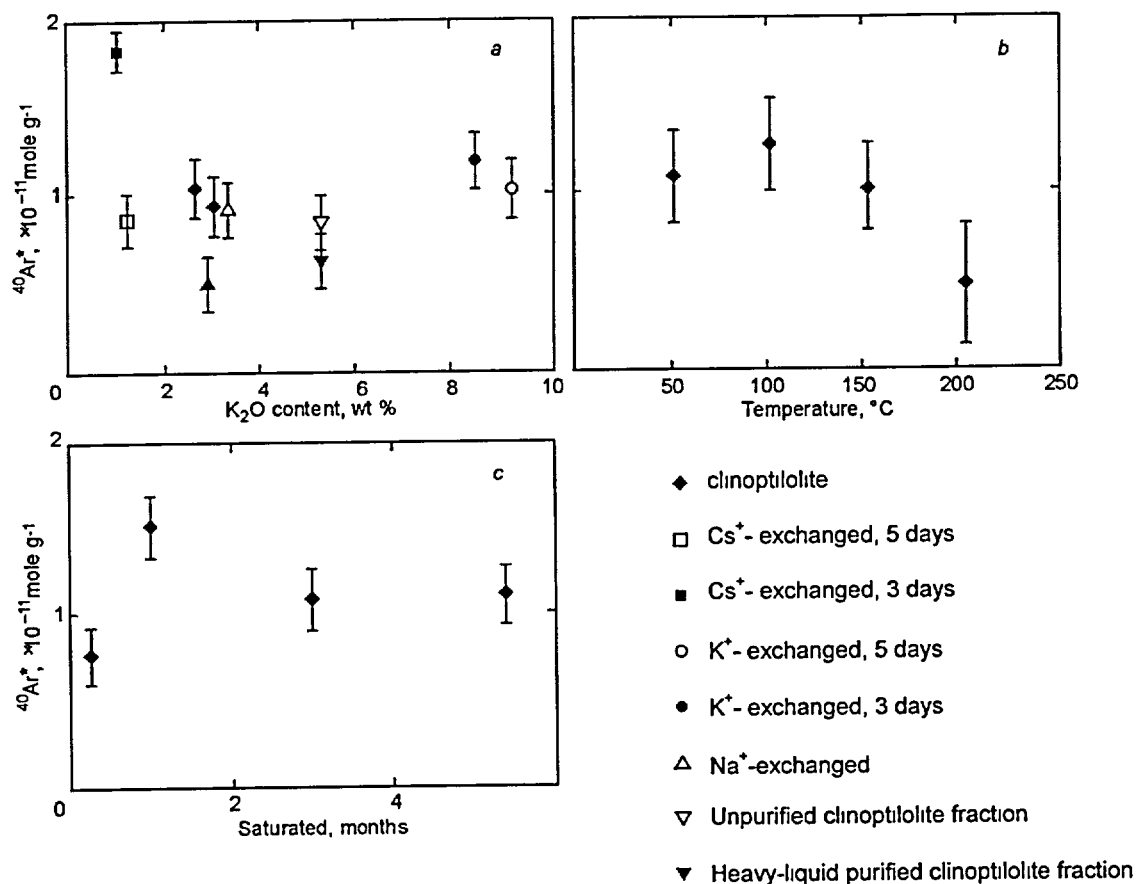 2
a
b
⁴⁰Ar*, ×10⁻¹¹mole g⁻¹
1
0
2
4
6
8
10
50
100
150
200
250
K₂O content, wt %
Temperature, °C
2
c
⁴⁰Ar*, ×10⁻¹¹mole g⁻¹
1
0
2
4
Saturated, months
clinoptilolite
Cs⁺- exchanged, 5 days
Cs⁺- exchanged, 3 days
K⁺- exchanged, 5 days
K⁺- exchanged, 3 days
Na⁺-exchanged
Unpurified clinoptilolite fraction
Heavy-liquid purified clinoptilolite fraction